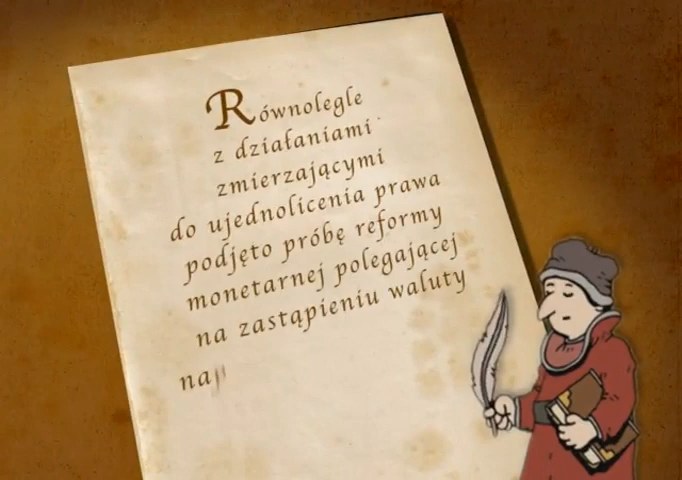 Równolegle
z działaniami
zmierzającymi
do ujednolicenia prawa
podjęto próbę reformy
monetarnej polegającej
na zastąpieniu waluty